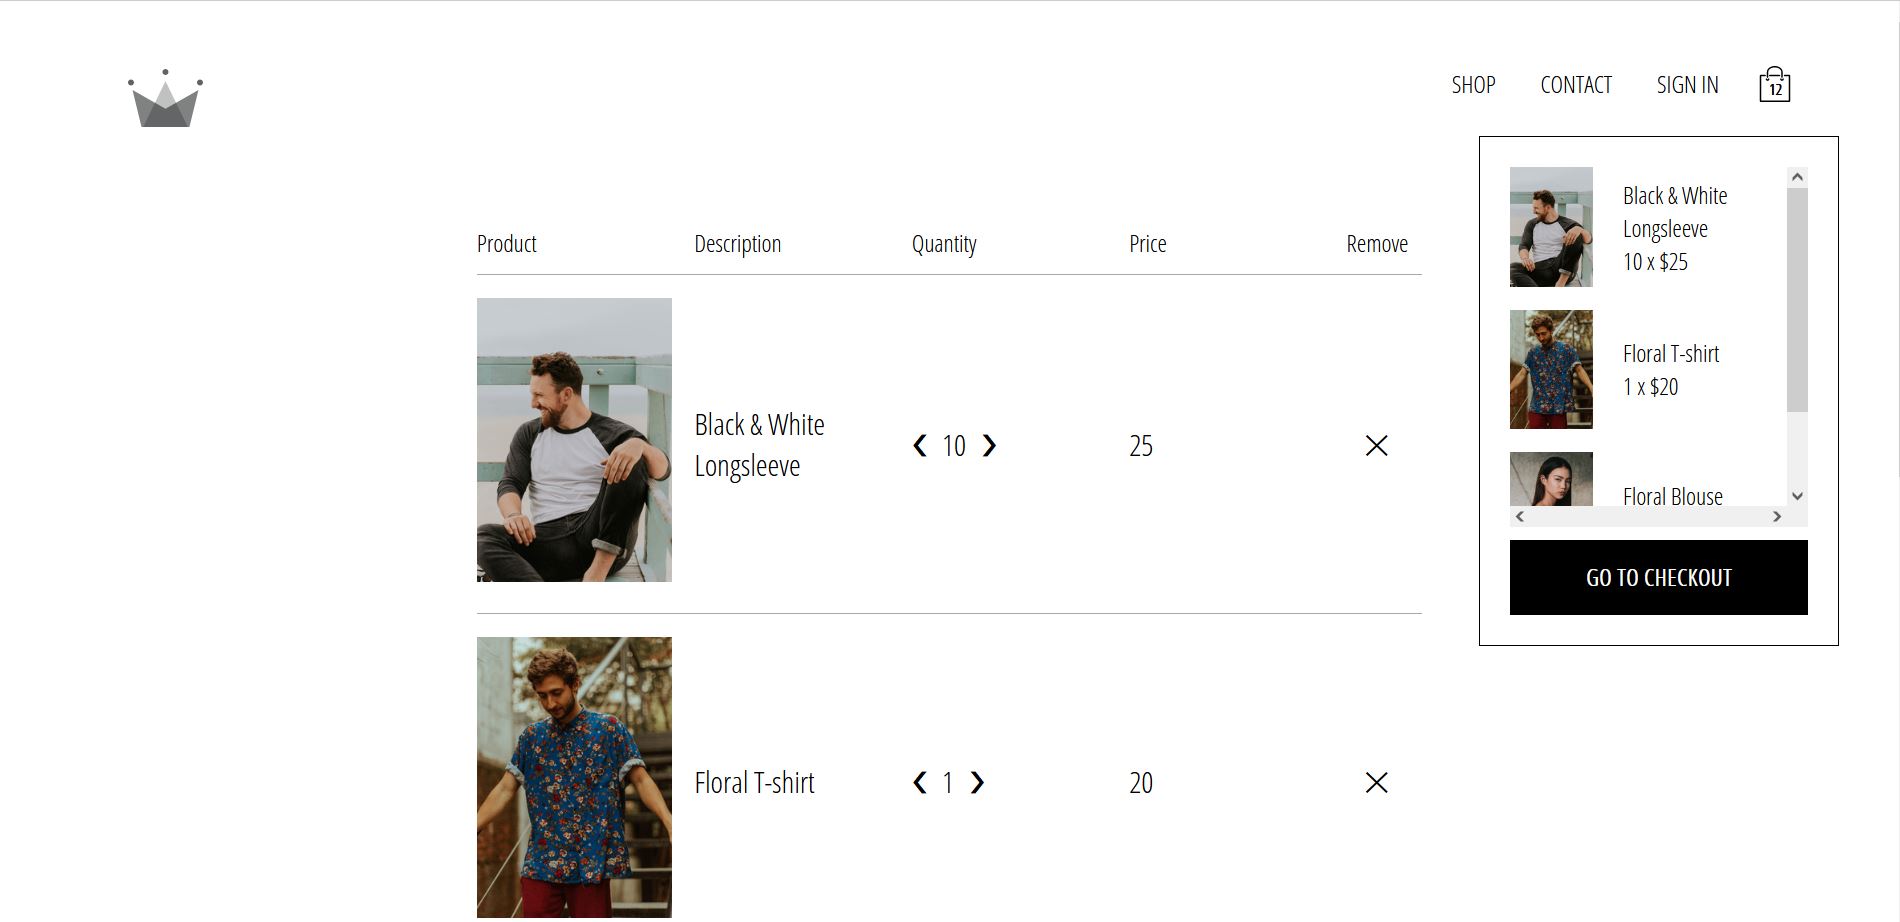 SHOP CONTACT SIGN IN 12
Product Description Quantity Price Remove
Black & White
Longsleeve
❮ 10 ❯
25
Floral T-shirt
❮ 1 ❯
20
Black & White
Longsleeve
10 x $25
Floral T-shirt
1 x $20
Floral Blouse
GO TO CHECKOUT